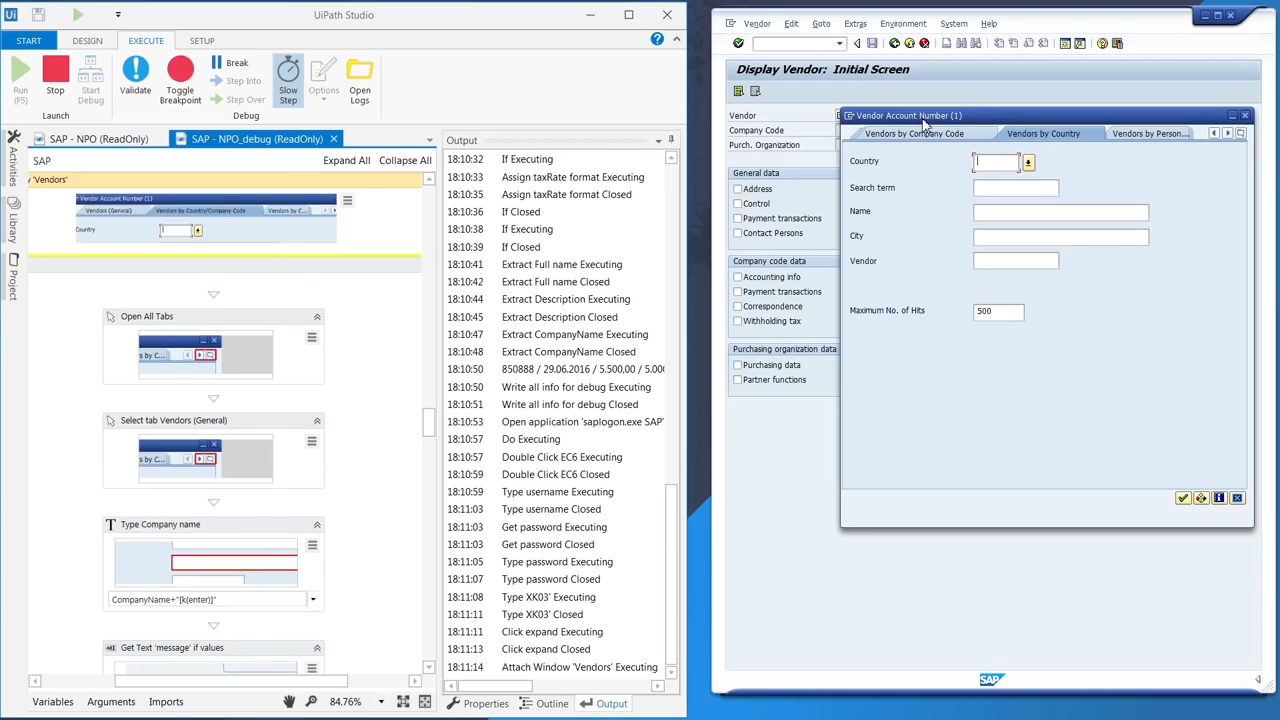 UiPath Studio
START
DESIGN
EXECUTE
SETUP
Run
(F5)
Stop
Start
Debug
Launch
Validate
Toggle
Breakpoint
Break
Step Into
Step Over
Debug
Slow
Step
Options
Open
Logs
SAP - NPO (ReadOnly)
SAP - NPO_debug (ReadOnly)
SAP
Expand All
Collapse All
Activities
Library
Project
'Vendors'
Vendor Account Number (1)
Vendors (General)
Vendors by Country/Company Code
Vendors by C...
Country
Open All Tabs
s by C...
Select tab Vendors (General)
s by C...
Type Company name
CompanyName+"[k(enter)]"
Get Text 'message' if values
Variables
Arguments
Imports
84.76%
Output
18:10:32 If Executing
18:10:33 Assign taxRate format Executing
18:10:35 Assign taxRate format Closed
18:10:36 If Closed
18:10:38 If Executing
18:10:39 If Closed
18:10:41 Extract Full name Executing
18:10:42 Extract Full name Closed
18:10:44 Extract Description Executing
18:10:45 Extract Description Closed
18:10:47 Extract CompanyName Executing
18:10:48 Extract CompanyName Closed
18:10:50 850888 / 29.06.2016 / 5.500,00 / 5.000
18:10:50 Write all info for debug Executing
18:10:51 Write all info for debug Closed
18:10:53 Open application 'saplogon.exe SAP'
18:10:53 Do Executing
18:10:57 Double Click EC6 Executing
18:10:59 Double Click EC6 Closed
18:10:59 Type username Executing
18:11:03 Type username Closed
18:11:03 Get password Executing
18:11:03 Get password Closed
18:11:05 Type password Executing
18:11:05 Type password Closed
18:11:08 Type XK03' Executing
18:11:11 Type XK03' Closed
18:11:11 Click expand Executing
18:11:11 Click expand Closed
18:11:14 Attach Window 'Vendors' Executing
Properties
Outline
Output
Vendor
Edit
Goto
Extras
Environment
System
Help
Display Vendor: Initial Screen
Vendor
Company Code
Purch. Organization
General data
Address
Control
Payment transactions
Contact Persons
Company code data
Accounting info
Payment transactions
Correspondence
Withholding tax
Purchasing organization data
Purchasing data
Partner functions
Vendor Account Number (1)
Vendors by Company Code
Vendors by Country
Vendors by Person...
Country
Search term
Name
City
Vendor
Maximum No. of Hits
500
SAP